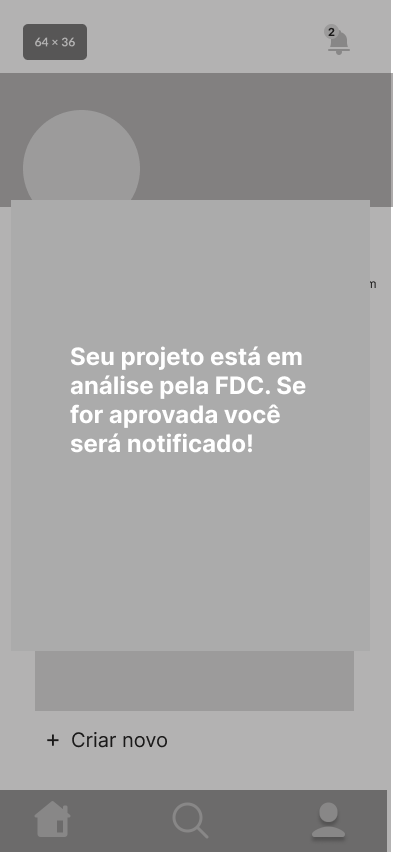 64 × 36
2
m
Seu projeto está em
análise pela FDC. Se
for aprovada você
será notificado!
+ Criar novo